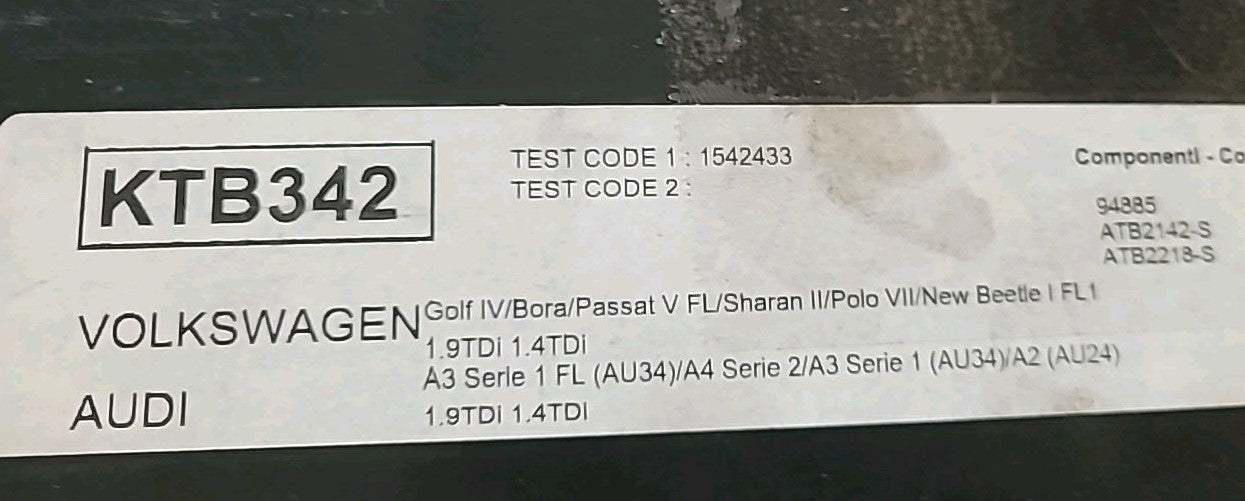 KTB342
TEST CODE 1 : 1542433
TEST CODE 2 :
Componenti - Co
94885
ATB2142-S
ATB2218-S
VOLKSWAGEN
Golf IV/Bora/Passat V FL/Sharan II/Polo VII/New Beetle I FL1
1.9TDi 1.4TDi
AUDI
A3 Serie 1 FL (AU34)/A4 Serie 2/A3 Serie 1 (AU34)/A2 (AU24)
1.9TDI 1.4TDI